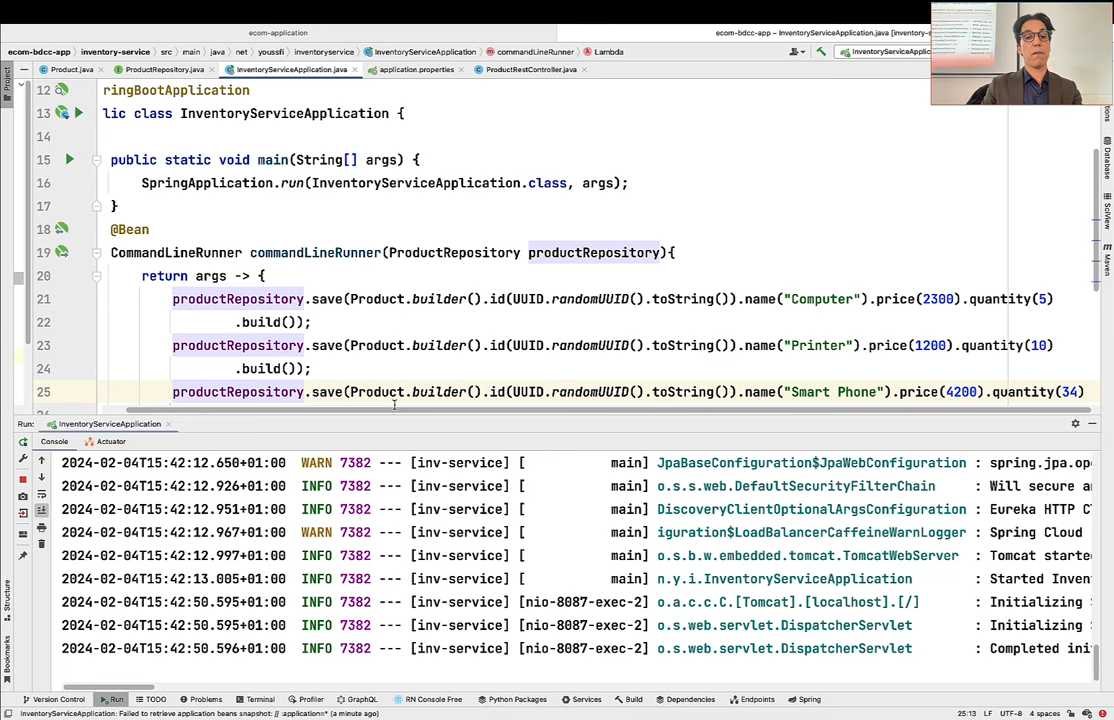 ecom-application
ecom-bdcc-app – InventoryServiceApplication.java [inventory-
ecom-bdcc-app > inventory-service > src > main > java > net > youssfi > inventoryservice > InventoryServiceApplication > commandLineRunner > Lambda
InventoryServiceApplic
Product.java × ProductRepository.java × InventoryServiceApplication.java × application.properties × ProductRestController.java ×
Project
12 ringBootApplication
13 lic class InventoryServiceApplication {
14
15 public static void main(String[] args) {
16 SpringApplication.run(InventoryServiceApplication.class, args);
17 }
18 @Bean
19 CommandLineRunner commandLineRunner(ProductRepository productRepository){
20 return args -> {
21 productRepository.save(Product.builder().id(UUID.randomUUID().toString()).name("Computer").price(2300).quantity(5)
22 .build());
23 productRepository.save(Product.builder().id(UUID.randomUUID().toString()).name("Printer").price(1200).quantity(10)
24 .build());
25 productRepository.save(Product.builder().id(UUID.randomUUID().toString()).name("Smart Phone").price(4200).quantity(34)
Database
SciView
Maven
Run: InventoryServiceApplication ×
Console Actuator
2024-02-04T15:42:12.650+01:00 WARN 7382 --- [inv-service] [ main] JpaBaseConfiguration$JpaWebConfiguration : spring.jpa.op
2024-02-04T15:42:12.926+01:00 INFO 7382 --- [inv-service] [ main] o.s.s.web.DefaultSecurityFilterChain : Will secure a
2024-02-04T15:42:12.951+01:00 INFO 7382 --- [inv-service] [ main] DiscoveryClientOptionalArgsConfiguration : Eureka HTTP C
2024-02-04T15:42:12.967+01:00 WARN 7382 --- [inv-service] [ main] iguration$LoadBalancerCaffeineWarnLogger : Spring Cloud
2024-02-04T15:42:12.997+01:00 INFO 7382 --- [inv-service] [ main] o.s.b.w.embedded.tomcat.TomcatWebServer : Tomcat starte
2024-02-04T15:42:13.005+01:00 INFO 7382 --- [inv-service] [ main] n.y.i.InventoryServiceApplication : Started Inven
2024-02-04T15:42:50.595+01:00 INFO 7382 --- [inv-service] [nio-8087-exec-2] o.a.c.c.C.[Tomcat].[localhost].[/] : Initializing
2024-02-04T15:42:50.595+01:00 INFO 7382 --- [inv-service] [nio-8087-exec-2] o.s.web.servlet.DispatcherServlet : Initializing
2024-02-04T15:42:50.596+01:00 INFO 7382 --- [inv-service] [nio-8087-exec-2] o.s.web.servlet.DispatcherServlet : Completed ini
Structure
Bookmarks
Version Control Run TODO Problems Terminal Profiler GraphQL RN Console Free Python Packages Services Build Dependencies Endpoints Spring
InventoryServiceApplication: Failed to retrieve application beans snapshot: // :application=* (a minute ago) 25:13 LF UTF-8 4 spaces